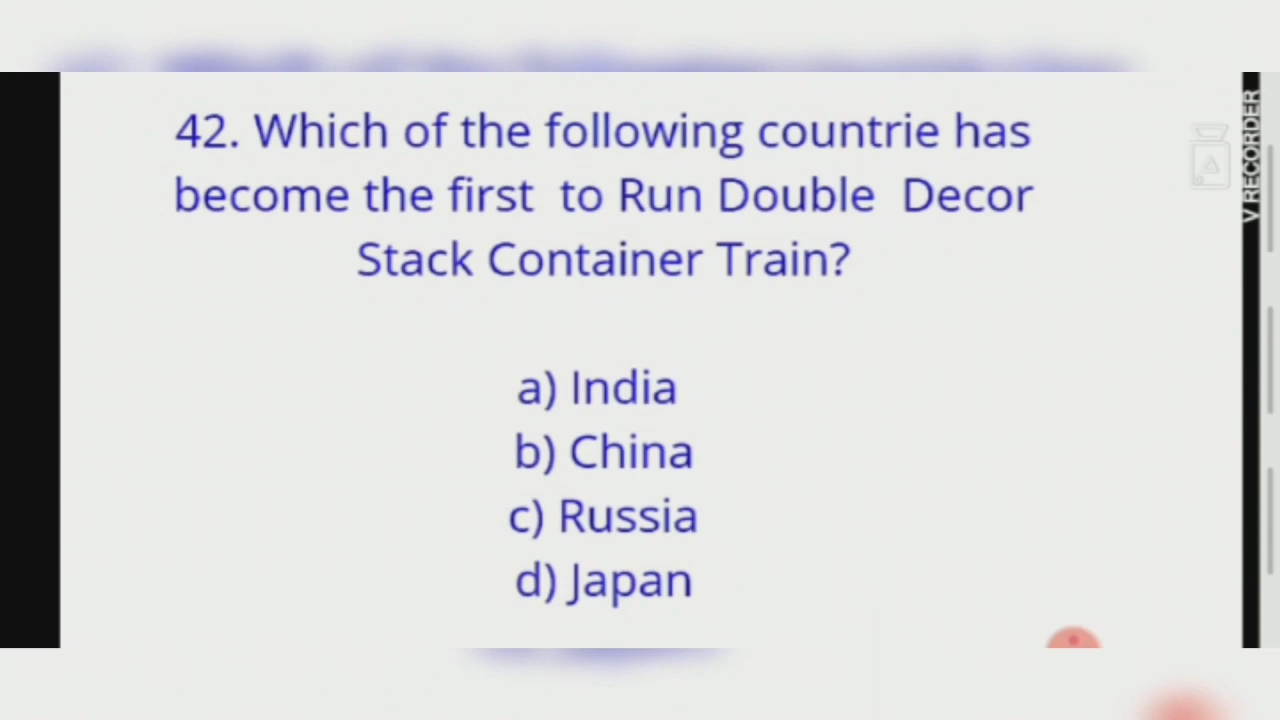 42. Which of the following countrie has
become the first to Run Double Decor
Stack Container Train?
a) India
b) China
c) Russia
d) Japan
V RECORDER